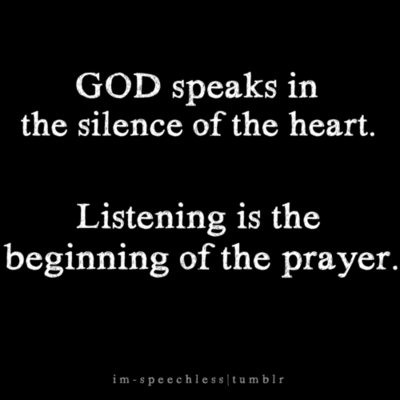 GOD speaks in
the silence of the heart.
Listening is the
beginning of the prayer.
im-speechless|tumblr